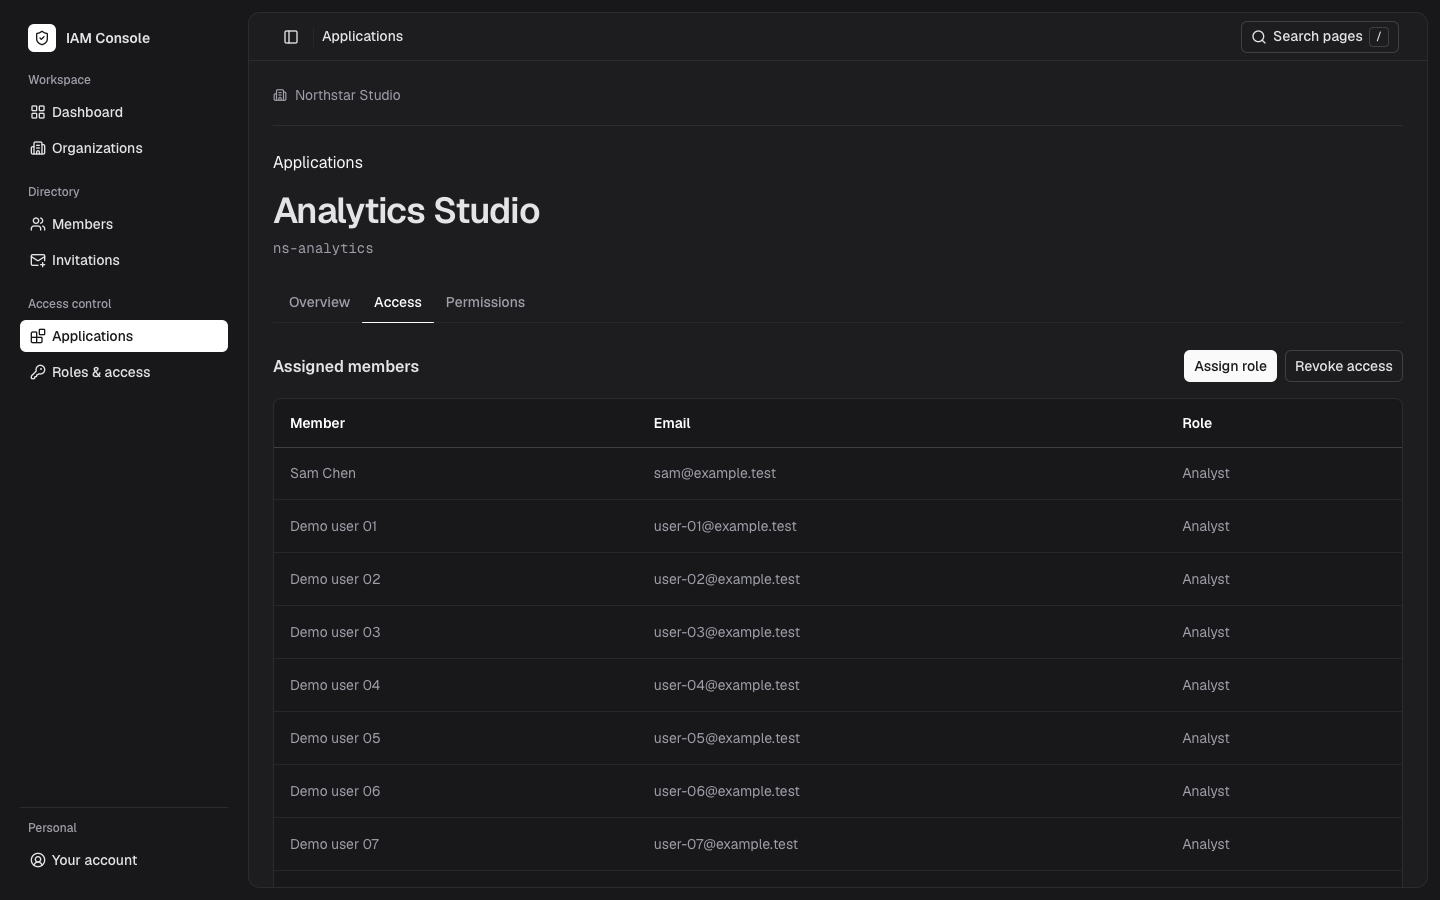 IAM Console
Workspace
Dashboard
Organizations
Directory
Members
Invitations
Access control
Applications
Roles & access
Personal
Your account
Applications
Search pages /
Northstar Studio
Applications
Analytics Studio
ns-analytics
Overview Access Permissions
Assigned members
Assign role Revoke access
Member Email Role
Sam Chen sam@example.test Analyst
Demo user 01 user-01@example.test Analyst
Demo user 02 user-02@example.test Analyst
Demo user 03 user-03@example.test Analyst
Demo user 04 user-04@example.test Analyst
Demo user 05 user-05@example.test Analyst
Demo user 06 user-06@example.test Analyst
Demo user 07 user-07@example.test Analyst